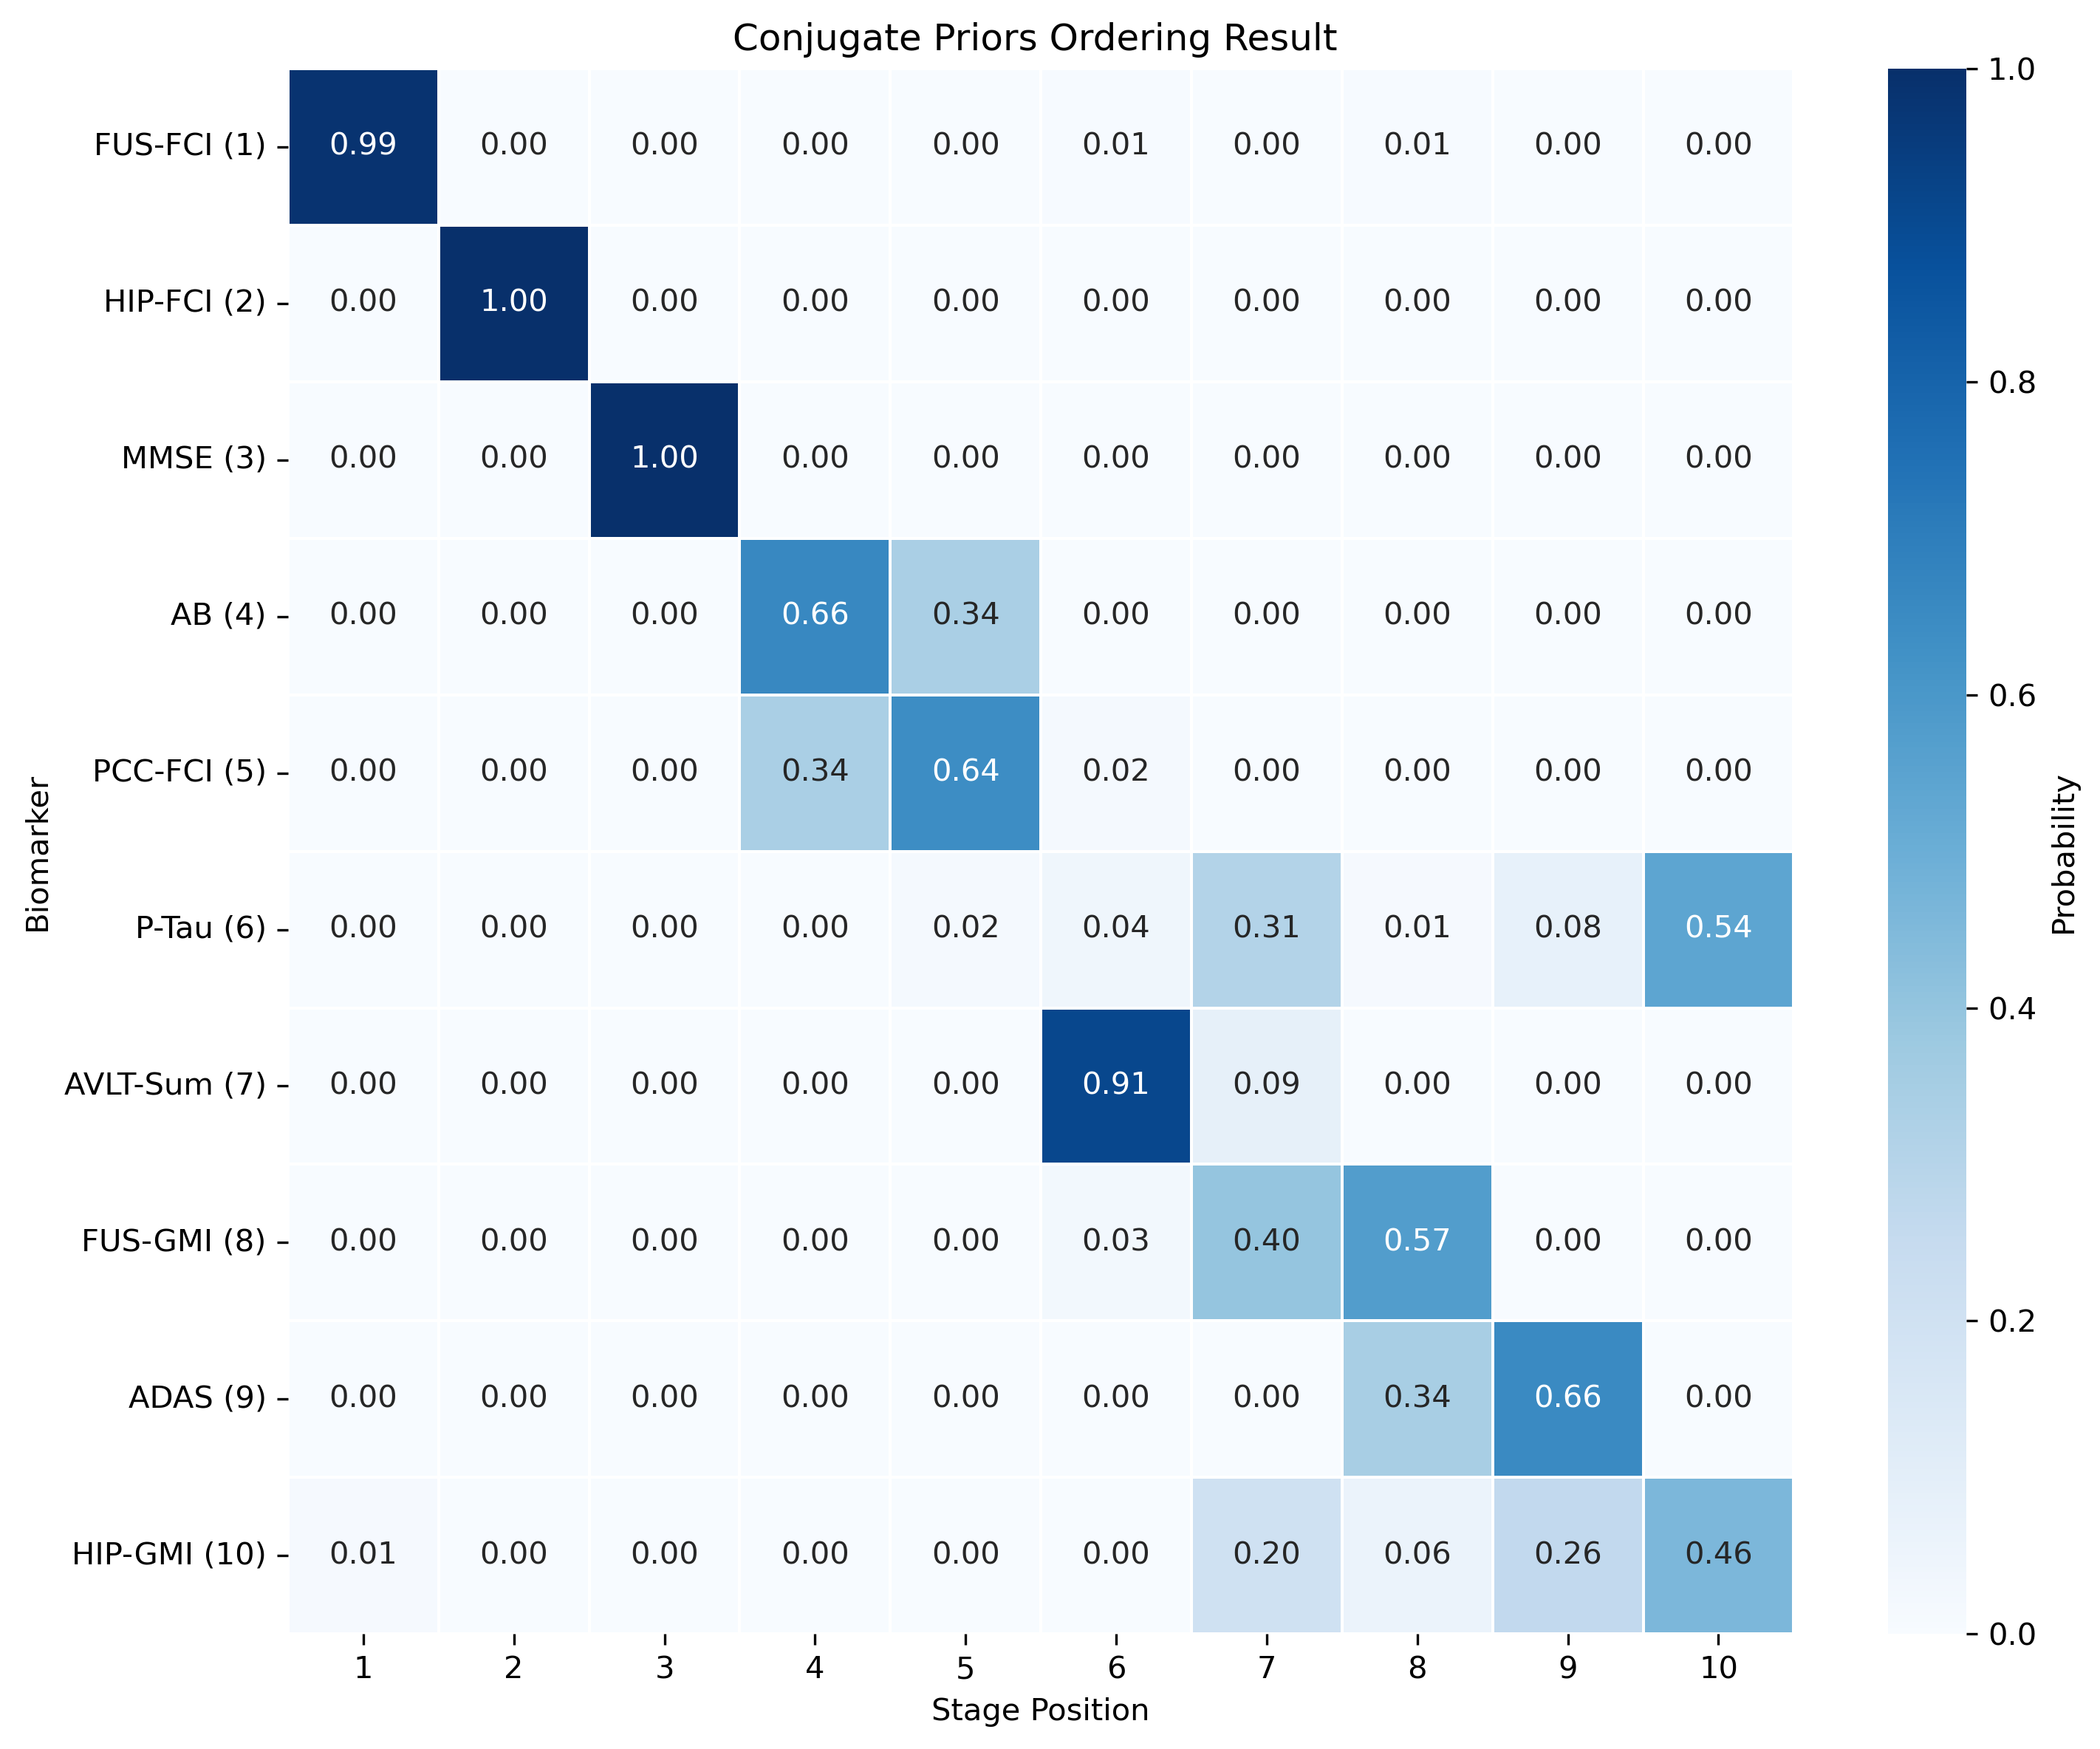 Conjugate Priors Ordering Result
FUS-FCI (1) 0.99 0.00 0.00 0.00 0.00 0.01 0.00 0.01 0.00 0.00
HIP-FCI (2) 0.00 1.00 0.00 0.00 0.00 0.00 0.00 0.00 0.00 0.00
MMSE (3) 0.00 0.00 1.00 0.00 0.00 0.00 0.00 0.00 0.00 0.00
AB (4) 0.00 0.00 0.00 0.66 0.34 0.00 0.00 0.00 0.00 0.00
PCC-FCI (5) 0.00 0.00 0.00 0.34 0.64 0.02 0.00 0.00 0.00 0.00
P-Tau (6) 0.00 0.00 0.00 0.00 0.02 0.04 0.31 0.01 0.08 0.54
AVLT-Sum (7) 0.00 0.00 0.00 0.00 0.00 0.91 0.09 0.00 0.00 0.00
FUS-GMI (8) 0.00 0.00 0.00 0.00 0.00 0.03 0.40 0.57 0.00 0.00
ADAS (9) 0.00 0.00 0.00 0.00 0.00 0.00 0.00 0.34 0.66 0.00
HIP-GMI (10) 0.01 0.00 0.00 0.00 0.00 0.00 0.20 0.06 0.26 0.46
1 2 3 4 5 6 7 8 9 10
Stage Position
Biomarker
1.0
0.8
0.6
0.4
0.2
0.0
Probability